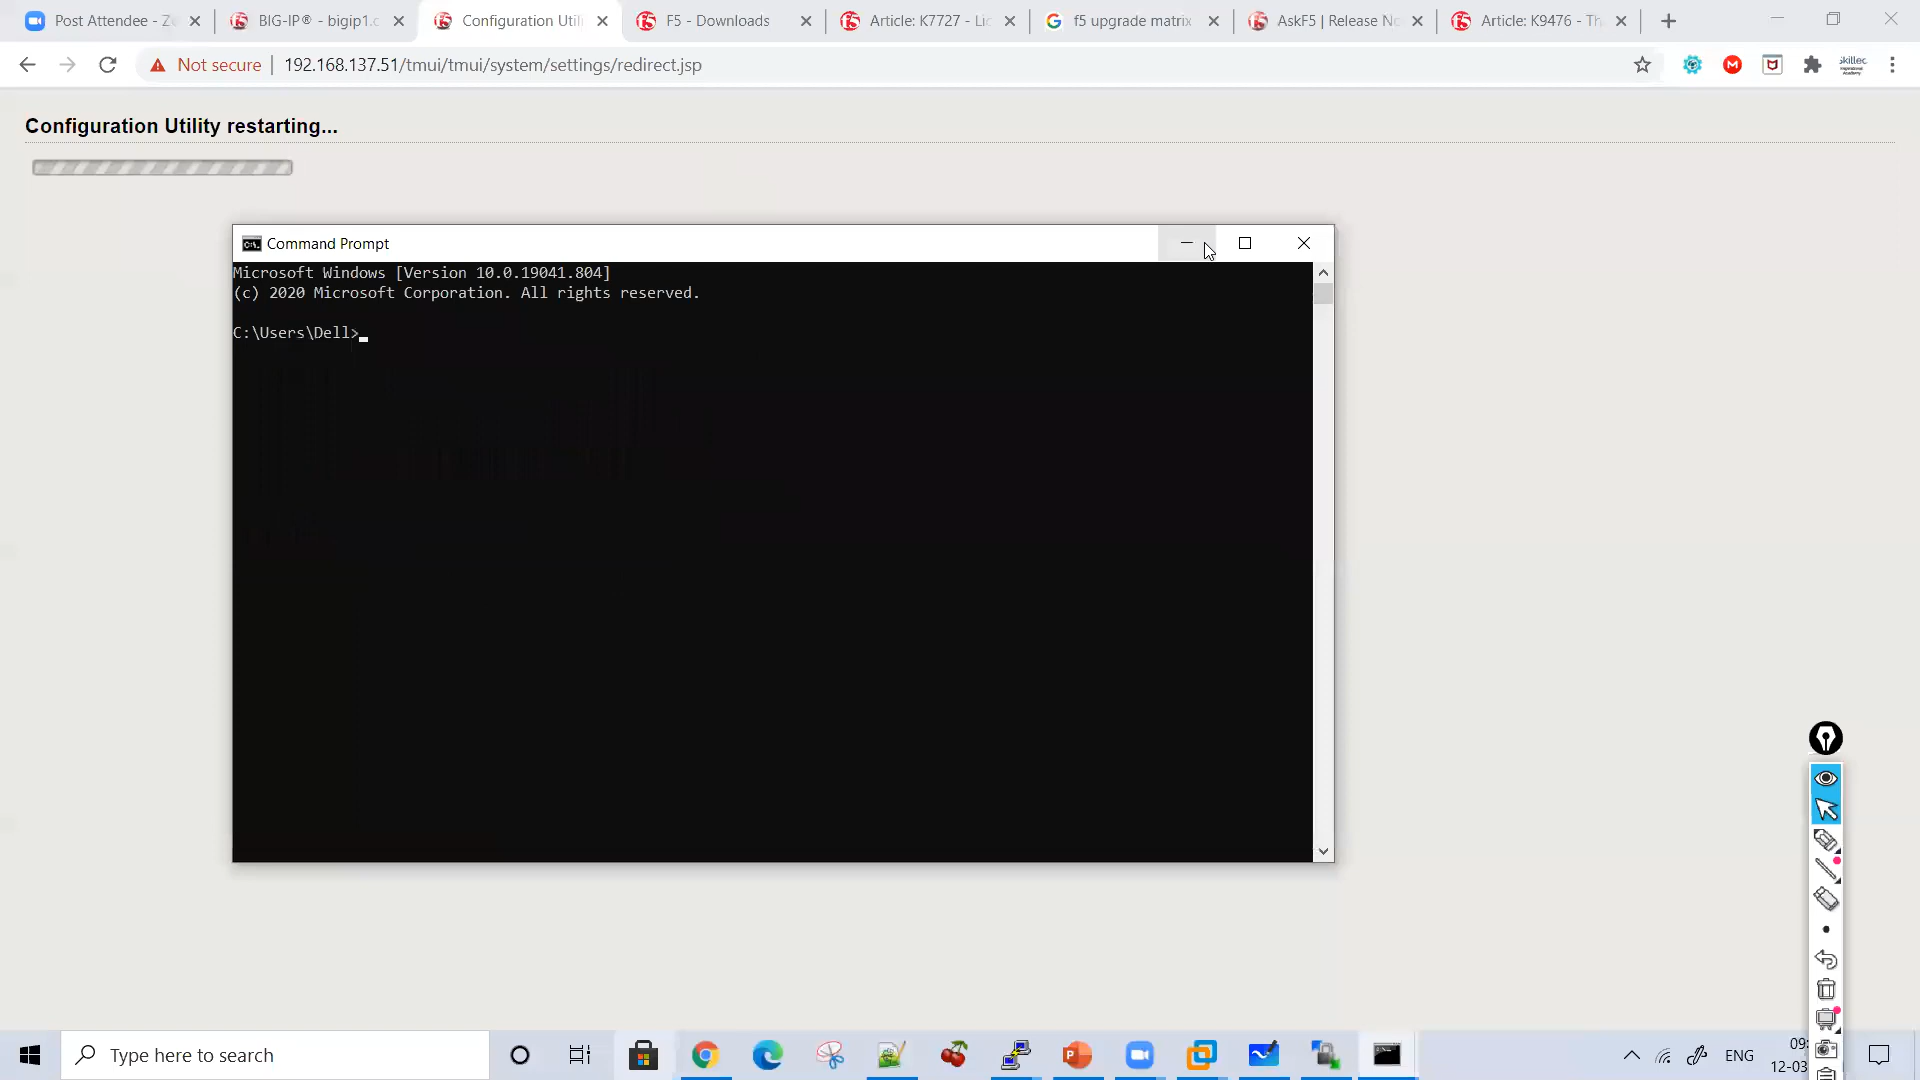 Post Attendee - Z
BIG-IP® - bigip1.c
Configuration Util
F5 - Downloads
Article: K7727 - Lic
f5 upgrade matrix
AskF5 | Release No
Article: K9476 - Th
Not secure
192.168.137.51/tmui/tmui/system/settings/redirect.jsp
Configuration Utility restarting...
Command Prompt
Microsoft Windows [Version 10.0.19041.804]
(c) 2020 Microsoft Corporation. All rights reserved.
C:\Users\Dell>
Type here to search
ENG
09:
12-03